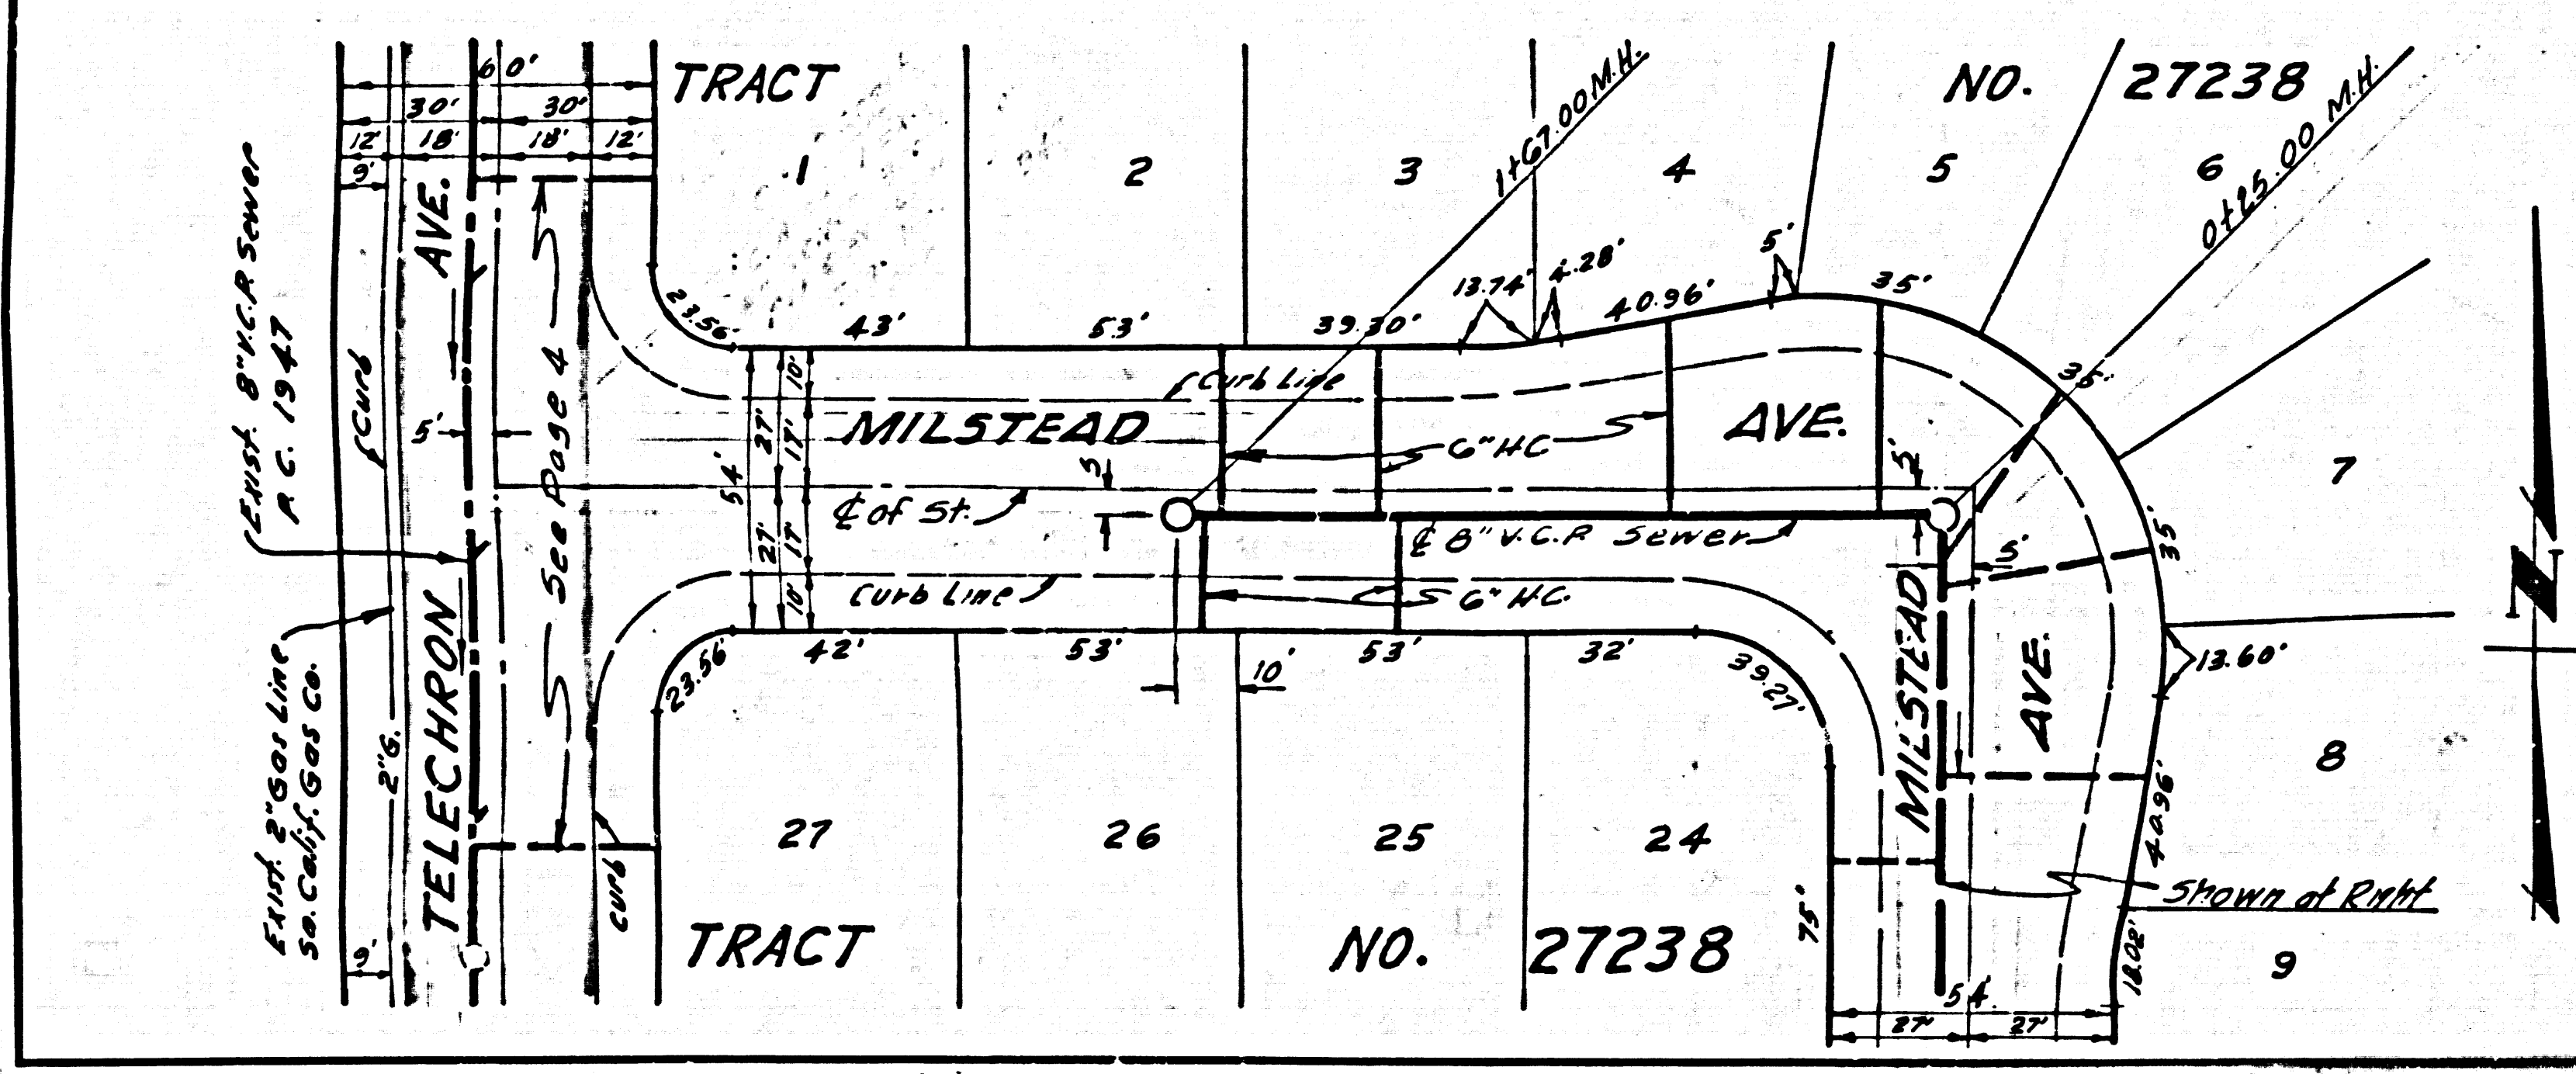 60'
30' 30'
12' 18' 18' 12'
9'
TRACT NO. 27238
1 2 3 4 5 6
1+67.00 M.H.
0+25.00 M.H.
Exist. 8" V.C.P. Sewer
P.C. 1947
AVE.
Curb
5'
See Page 4
23.56' 43' 53' 39.30' 13.74' 4.28' 40.96' 5' 35'
35'
Curb Line
10'
27' 17'
54'
27' 17'
10'
MILSTEAD AVE.
6" H.C.
5'
5'
℄ of St.
℄ 8" V.C.P. Sewer
7
35'
5'
Curb Line
6" H.C.
TELECHRON
Exist. 2" Gas Line
So. Calif. Gas Co.
2"G.
23.56' 42' 53' 10' 53' 32' 39.27'
MILSTEAD
AVE.
13.60'
8
27 26 25 24
40.96'
Curb
75'
Shown at Right
TRACT NO. 27238
9'
18.02'
9
54'
27' 27'
N